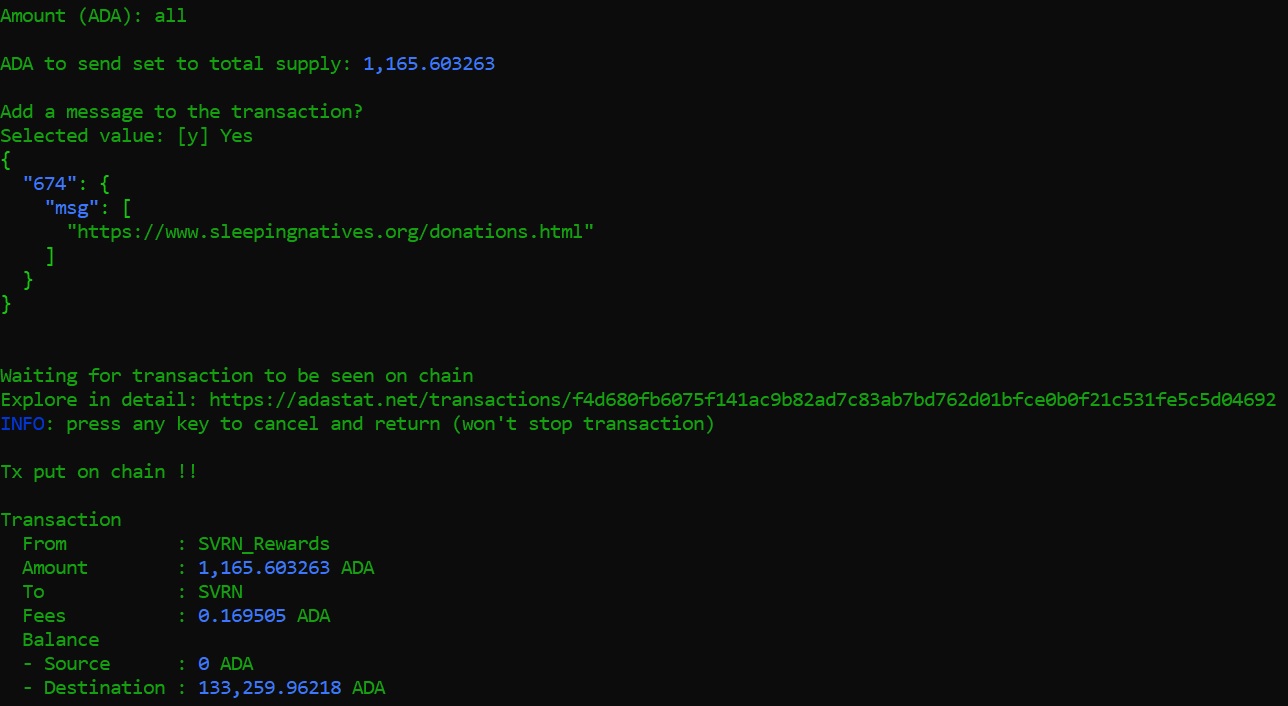 Amount (ADA): all
ADA to send set to total supply: 1,165.603263
Add a message to the transaction?
Selected value: [y] Yes
{
"674": {
"msg": [
"https://www.sleepingnatives.org/donations.html"
]
}
}
Waiting for transaction to be seen on chain
Explore in detail: https://adastat.net/transactions/f4d680fb6075f141ac9b82ad7c83ab7bd762d01bfce0b0f21c531fe5c5d04692
INFO: press any key to cancel and return (won't stop transaction)
Tx put on chain !!
Transaction
From : SVRN_Rewards
Amount : 1,165.603263 ADA
To : SVRN
Fees : 0.169505 ADA
Balance
- Source : 0 ADA
- Destination : 133,259.96218 ADA